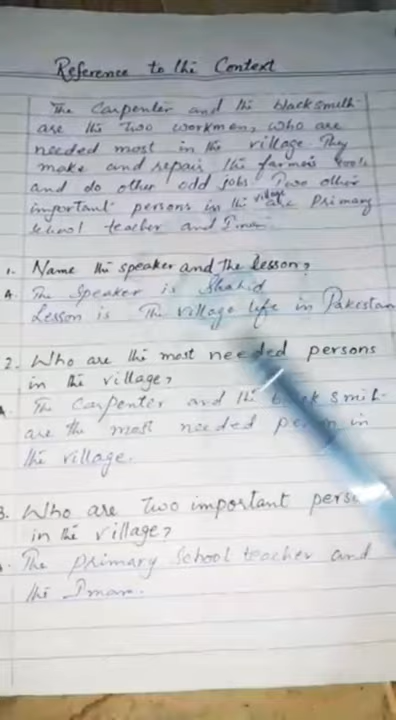 Reference to the Context
The Carpenter and the blacksmith
are the two workmen, who are
needed most in the village. They
make and repair the farmers tools
and do other odd jobs. Two other
important persons in the village are primary
school teacher and Imam.
1. Name the speaker and the lesson?
A. The Speaker is Shahid
Lesson is The village life in Pakistan
2. Who are the most needed persons
in the village?
The Carpenter and the smit-
are the most needed in
the village.
3. Who are Two important
in the village?
The primary School teacher and
the Imam.